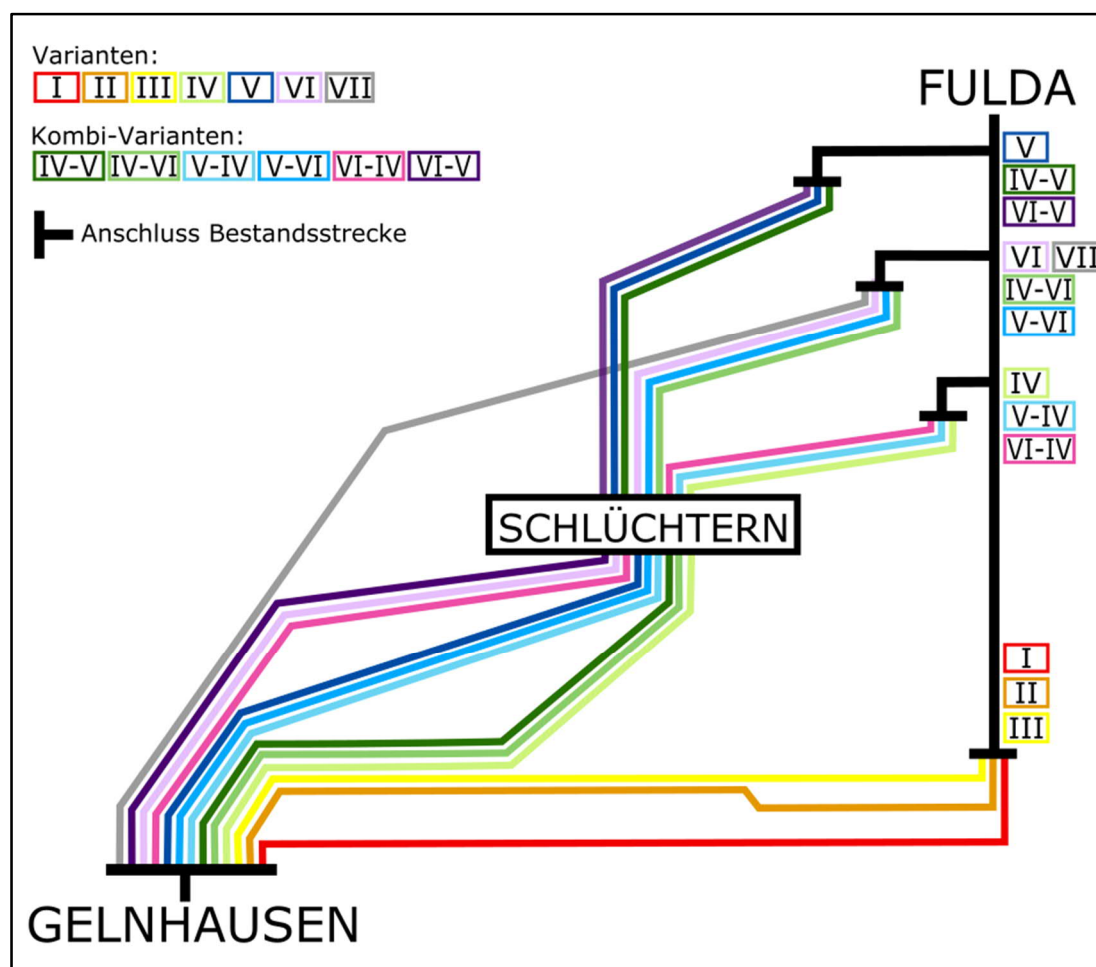 Varianten:
I II III IV V VI VII
Kombi-Varianten:
IV-V IV-VI V-IV V-VI VI-IV VI-V
Anschluss Bestandsstrecke
FULDA
V
IV-V
VI-V
VI VII
IV-VI
V-VI
IV
V-IV
VI-IV
SCHLÜCHTERN
I
II
III
GELNHAUSEN